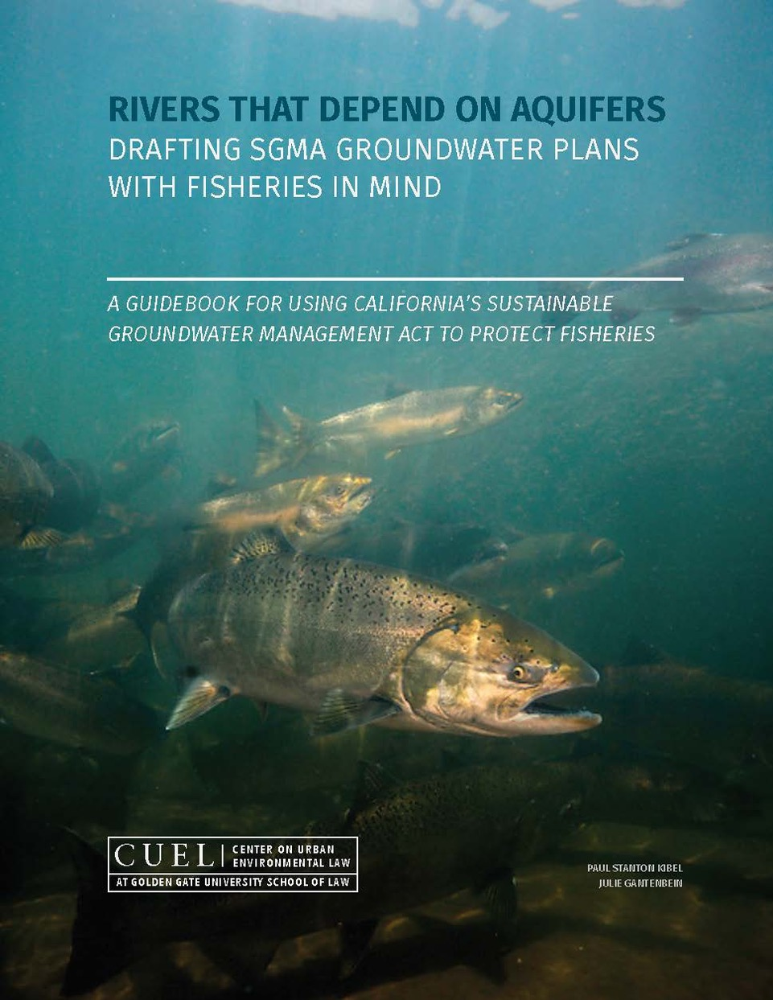 RIVERS THAT DEPEND ON AQUIFERS
DRAFTING SGMA GROUNDWATER PLANS
WITH FISHERIES IN MIND
A GUIDEBOOK FOR USING CALIFORNIA'S SUSTAINABLE
GROUNDWATER MANAGEMENT ACT TO PROTECT FISHERIES
CUEL
CENTER ON URBAN
ENVIRONMENTAL LAW
AT GOLDEN GATE UNIVERSITY SCHOOL OF LAW
PAUL STANTON KIBEL
JULIE GANTENBEIN